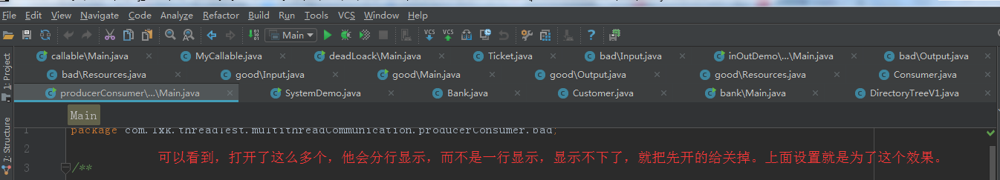 File Edit View Navigate Code Analyze Refactor Build Run Tools VCS Window Help
Main VCS VCS ?
callable\Main.java MyCallable.java deadLoack\Main.java Ticket.java bad\Input.java inOutDemo\...\Main.java bad\Output.java
bad\Resources.java good\Input.java good\Main.java good\Output.java good\Resources.java Consumer.java
producerConsumer\...\Main.java SystemDemo.java Bank.java Customer.java bank\Main.java DirectoryTreeV1.java
1: Project
7: Structure
Main
1 package com.lxk.threadTest.multithreadCommunication.producerConsumer.bad;
2 可以看到，打开了这么多个，他会分行显示，而不是一行显示，显示不下了，就把先开的给关掉。上面设置就是为了这个效果。
3 /**